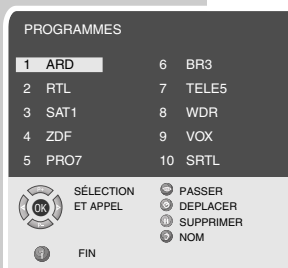 PROGRAMMES
1 ARD
2 RTL
3 SAT1
4 ZDF
5 PRO7
6 BR3
7 TELE5
8 WDR
9 VOX
10 SRTL
OK
SÉLECTION
ET APPEL
FIN
PASSER
DEPLACER
SUPPRIMER
NOM